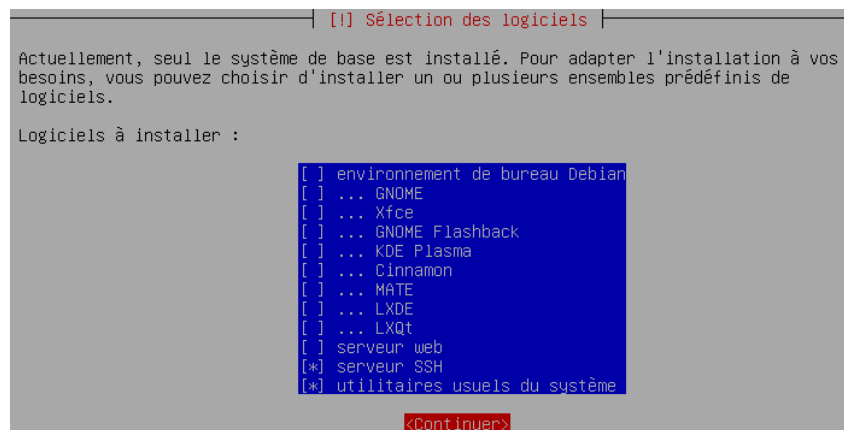 [!] Sélection des logiciels
Actuellement, seul le système de base est installé. Pour adapter l'installation à vos
besoins, vous pouvez choisir d'installer un ou plusieurs ensembles prédéfinis de
logiciels.
Logiciels à installer :
[ ] environnement de bureau Debian
[ ] ... GNOME
[ ] ... Xfce
[ ] ... GNOME Flashback
[ ] ... KDE Plasma
[ ] ... Cinnamon
[ ] ... MATE
[ ] ... LXDE
[ ] ... LXQt
[ ] serveur web
[*] serveur SSH
[*] utilitaires usuels du système
<Continuer>